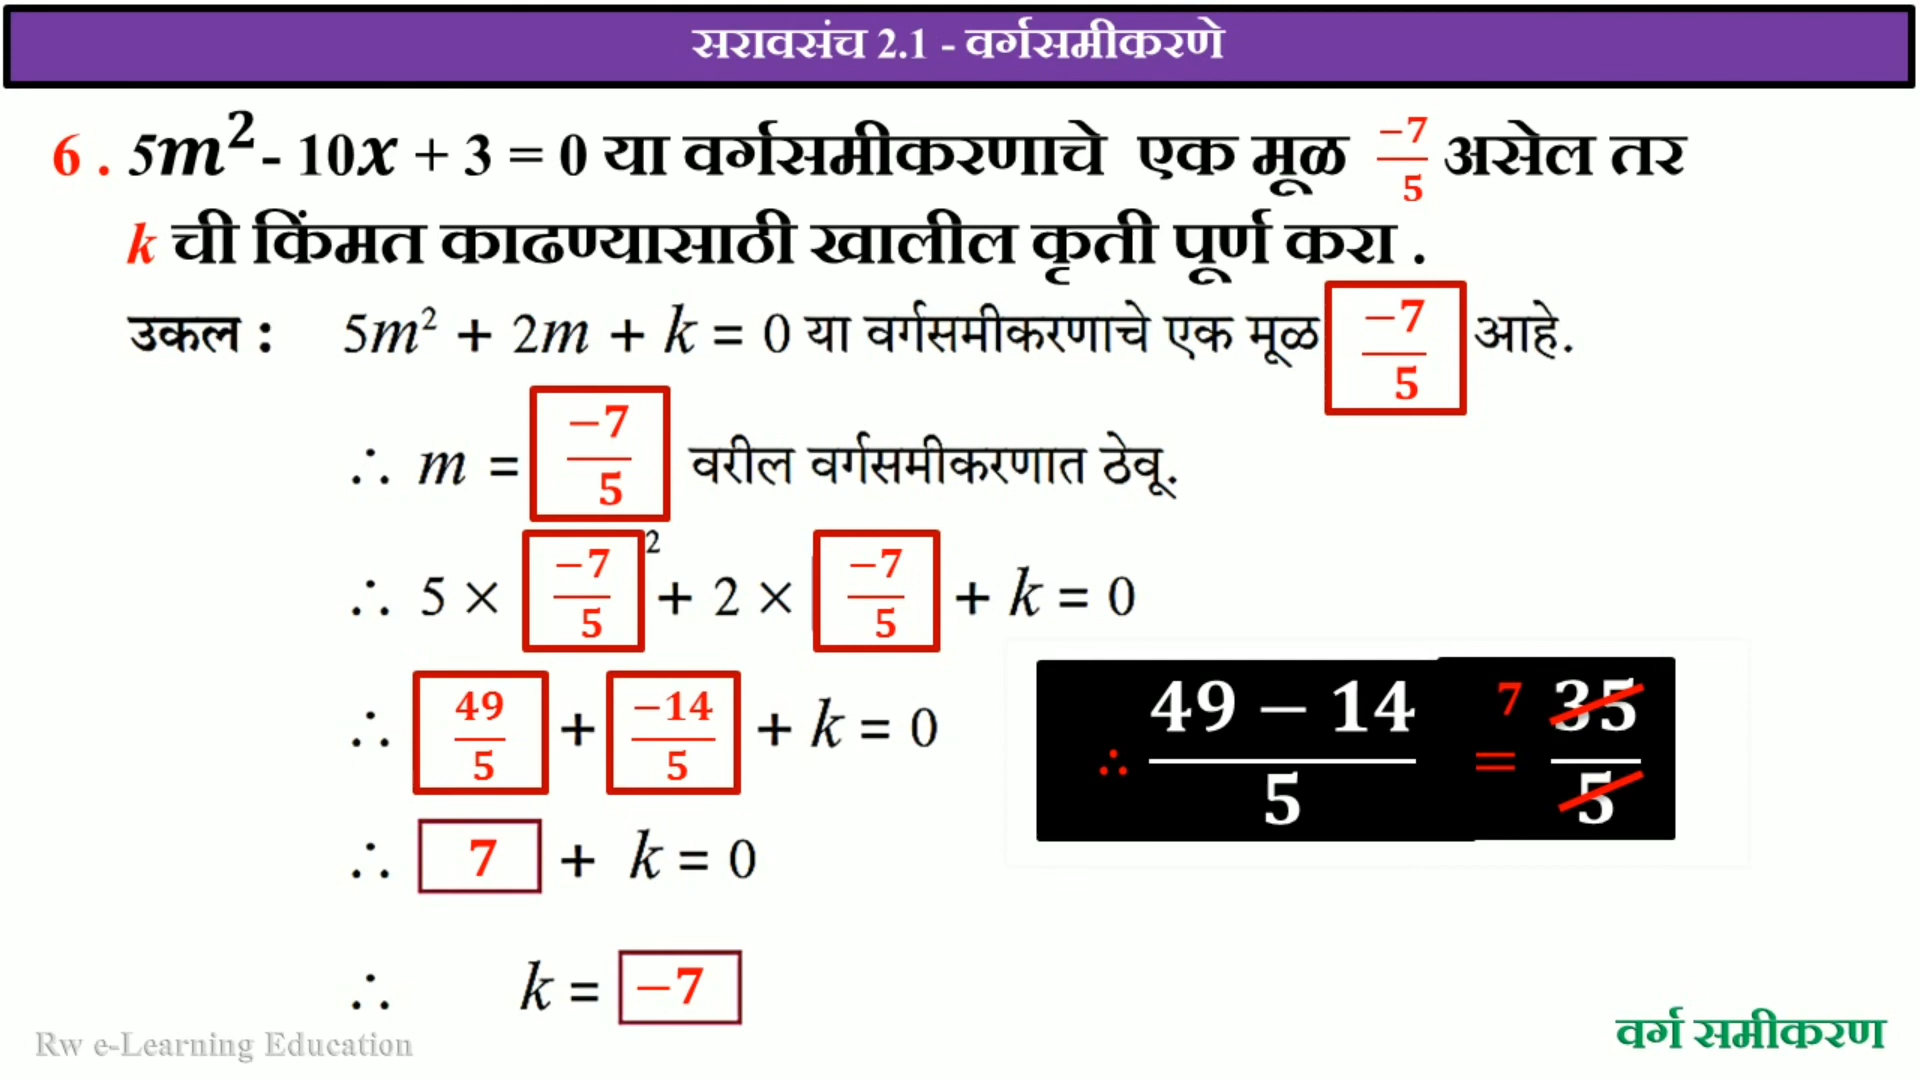 सरावसंच 2.1 - वर्गसमीकरणे
6 . 5m² - 10x + 3 = 0 या वर्गसमीकरणाचे एक मूळ −7/5 असेल तर
k ची किंमत काढण्यासाठी खालील कृती पूर्ण करा .
उकल : 5m² + 2m + k = 0 या वर्गसमीकरणाचे एक मूळ −7/5 आहे.
∴ m = −7/5 वरील वर्गसमीकरणात ठेवू.
∴ 5 × −7/5 ² + 2 × −7/5 + k = 0
∴ 49/5 + −14/5 + k = 0
∴ 49 − 14/5 = 7 35/5
∴ 7 + k = 0
∴ k = −7
Rw e-Learning Education
वर्ग समीकरण